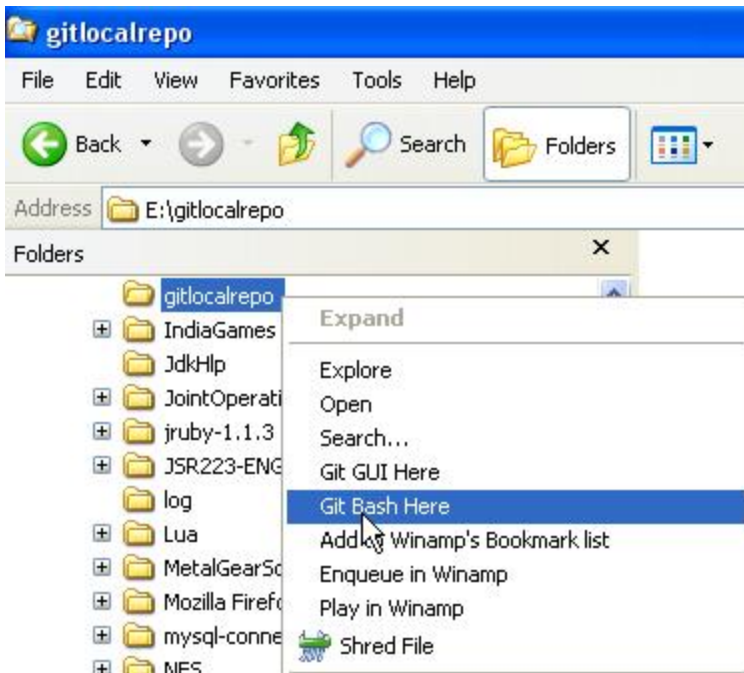 gitlocalrepo
File Edit View Favorites Tools Help
Back Search Folders
Address E:\gitlocalrepo
Folders
gitlocalrepo
IndiaGames
JdkHlp
JointOperati
jruby-1.1.3
JSR223-ENG
log
Lua
MetalGearSo
Mozilla Firefo
mysql-conne
NES
Expand
Explore
Open
Search...
Git GUI Here
Git Bash Here
Add to Winamp's Bookmark list
Enqueue in Winamp
Play in Winamp
Shred File